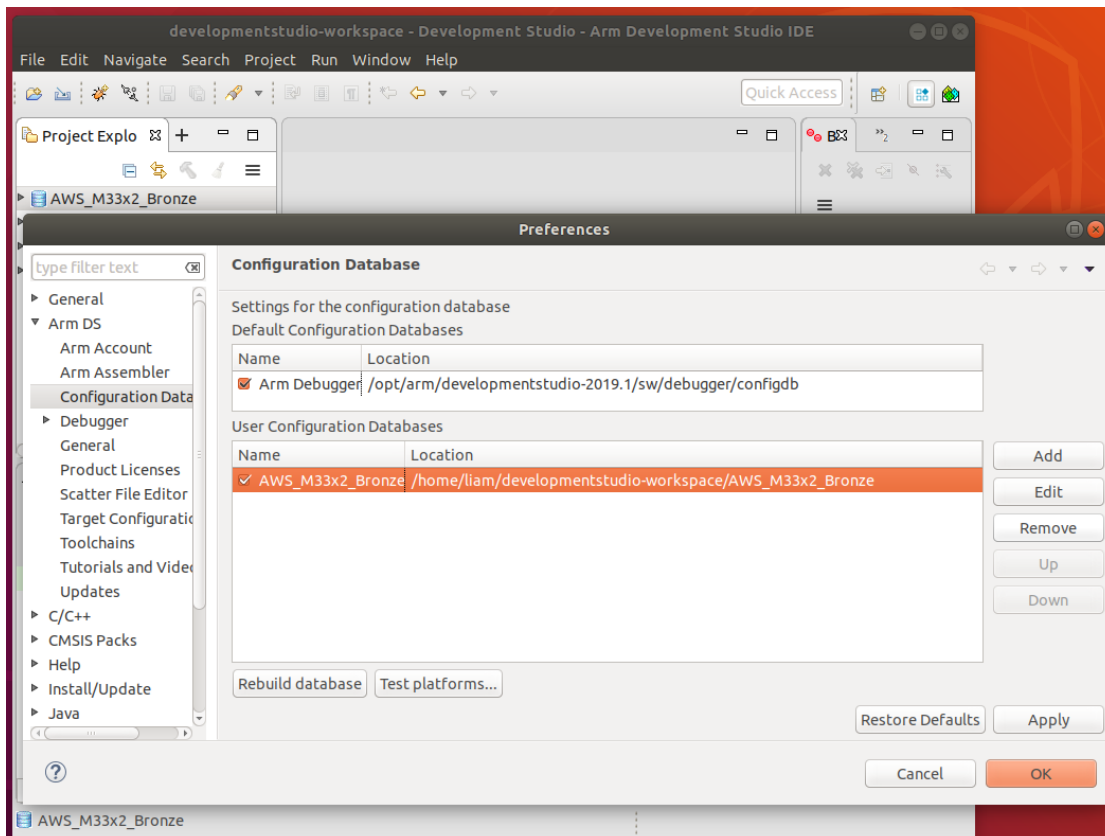 developmentstudio-workspace - Development Studio - Arm Development Studio IDE
File Edit Navigate Search Project Run Window Help
Quick Access
Project Explo
B
»2
AWS_M33x2_Bronze
Preferences
type filter text
Configuration Database
General
Arm DS
Arm Account
Arm Assembler
Configuration Data
Debugger
General
Product Licenses
Scatter File Editor
Target Configuratio
Toolchains
Tutorials and Video
Updates
C/C++
CMSIS Packs
Help
Install/Update
Java
Settings for the configuration database
Default Configuration Databases
Name Location
Arm Debugger /opt/arm/developmentstudio-2019.1/sw/debugger/configdb
User Configuration Databases
Name Location
AWS_M33x2_Bronze /home/liam/developmentstudio-workspace/AWS_M33x2_Bronze
Add
Edit
Remove
Up
Down
Rebuild database Test platforms...
Restore Defaults Apply
? Cancel OK
AWS_M33x2_Bronze